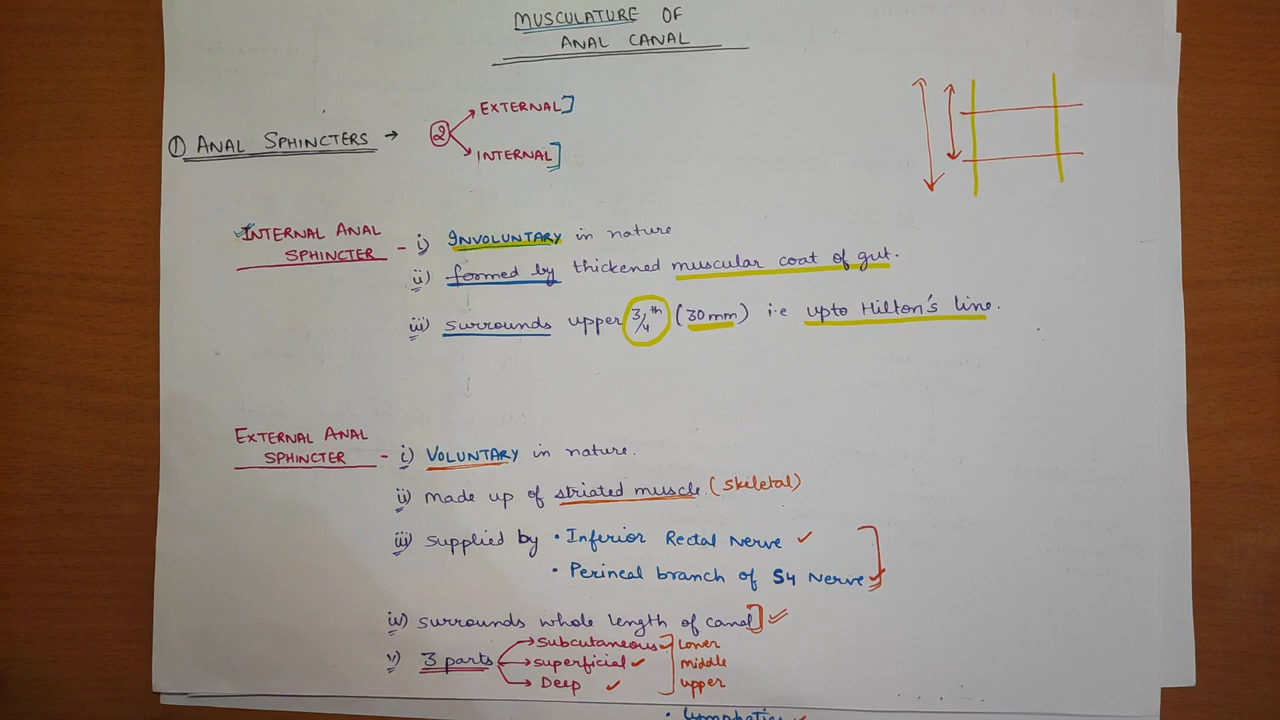 MUSCULATURE OF
ANAL CANAL
① ANAL SPHINCTERS → ② EXTERNAL]
INTERNAL]
INTERNAL ANAL
SPHINCTER - i) INVOLUNTARY in nature
ii) formed by thickened muscular coat of gut.
iii) surrounds upper 3/4th (30mm) i.e upto Hilton's line.
EXTERNAL ANAL
SPHINCTER - i) VOLUNTARY in nature.
ii) made up of striated muscle. (skeletal)
iii) supplied by • Inferior Rectal Nerve ✓
• Perineal branch of S4 Nerve ✓
iv) surrounds whole length of canal] ✓
v) 3 parts → subcutaneous ✓ Lower
→ superficial ✓ middle
→ Deep ✓ upper
• Lymphatics ✓